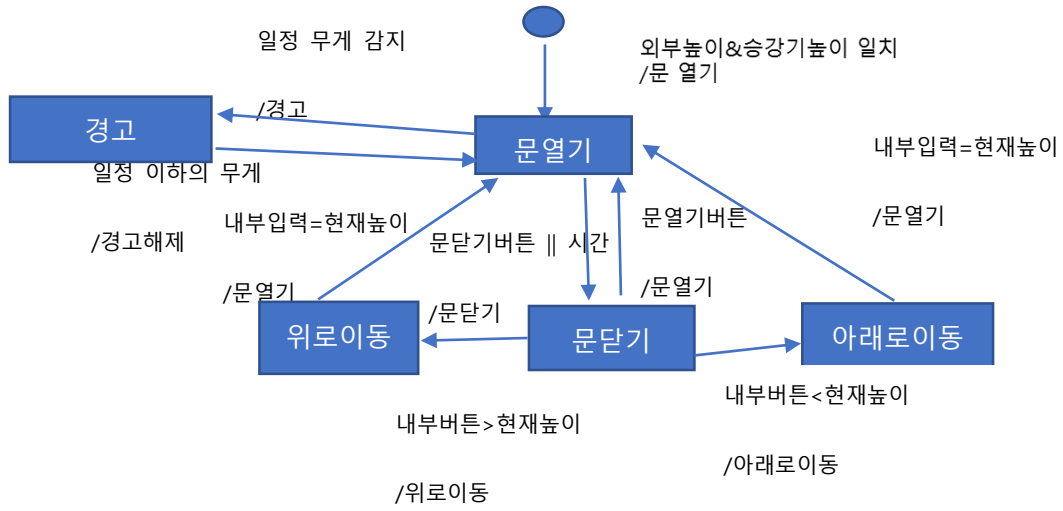 일정 무게 감지
/경고
외부높이&승강기높이 일치
/문 열기
경고
문열기
내부입력=현재높이
/문열기
일정 이하의 무게
/경고해제
내부입력=현재높이
/문열기
문닫기버튼 || 시간
/문닫기
문열기버튼
/문열기
위로이동
문닫기
아래로이동
내부버튼>현재높이
/위로이동
내부버튼<현재높이
/아래로이동